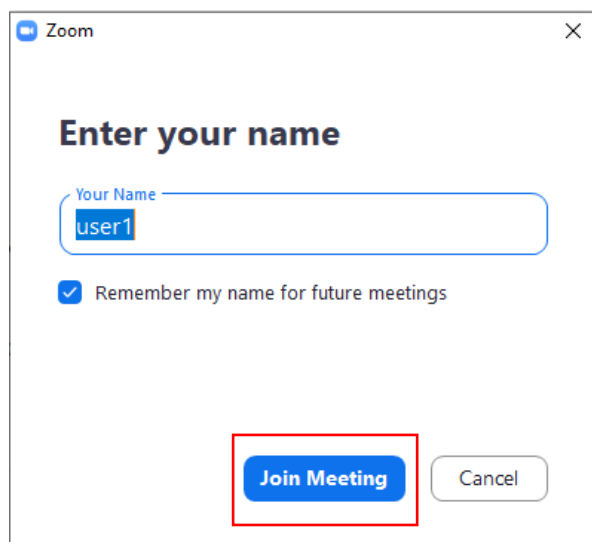 Zoom
Enter your name
Your Name
user1
Remember my name for future meetings
Join Meeting
Cancel